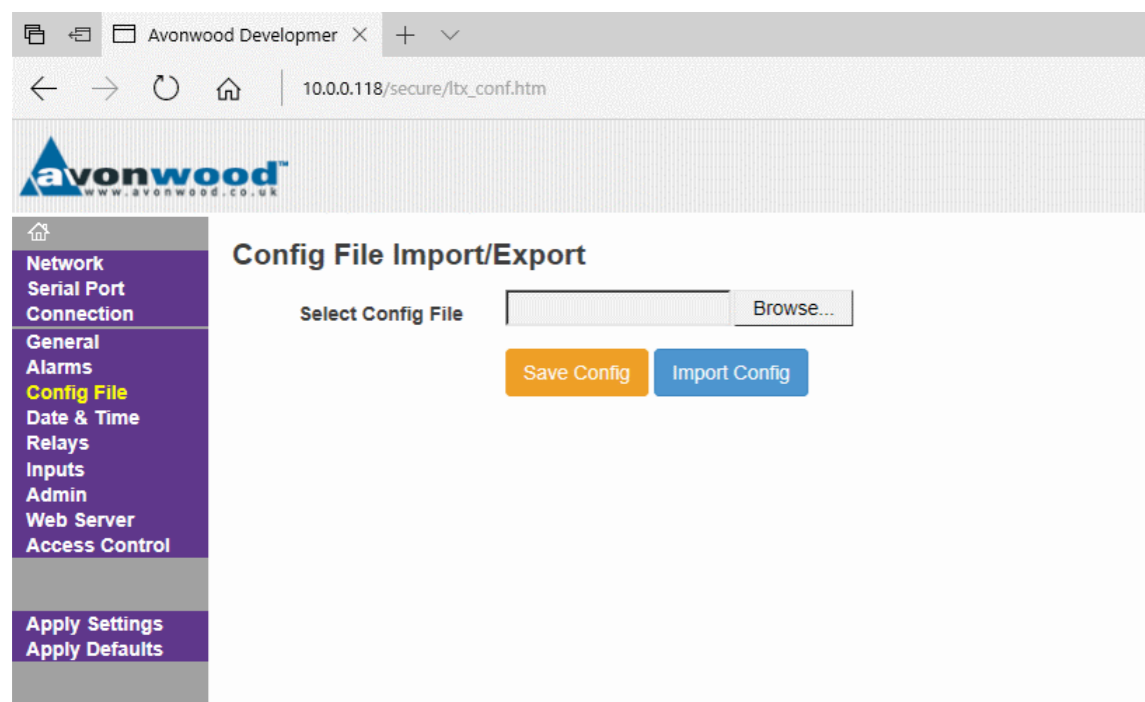 Avonwood Developmer
10.0.0.118/secure/ltx_conf.htm
avonwood™
www.avonwood.co.uk
Network
Serial Port
Connection
General
Alarms
Config File
Date & Time
Relays
Inputs
Admin
Web Server
Access Control
Apply Settings
Apply Defaults
Config File Import/Export
Select Config File
Browse...
Save Config
Import Config